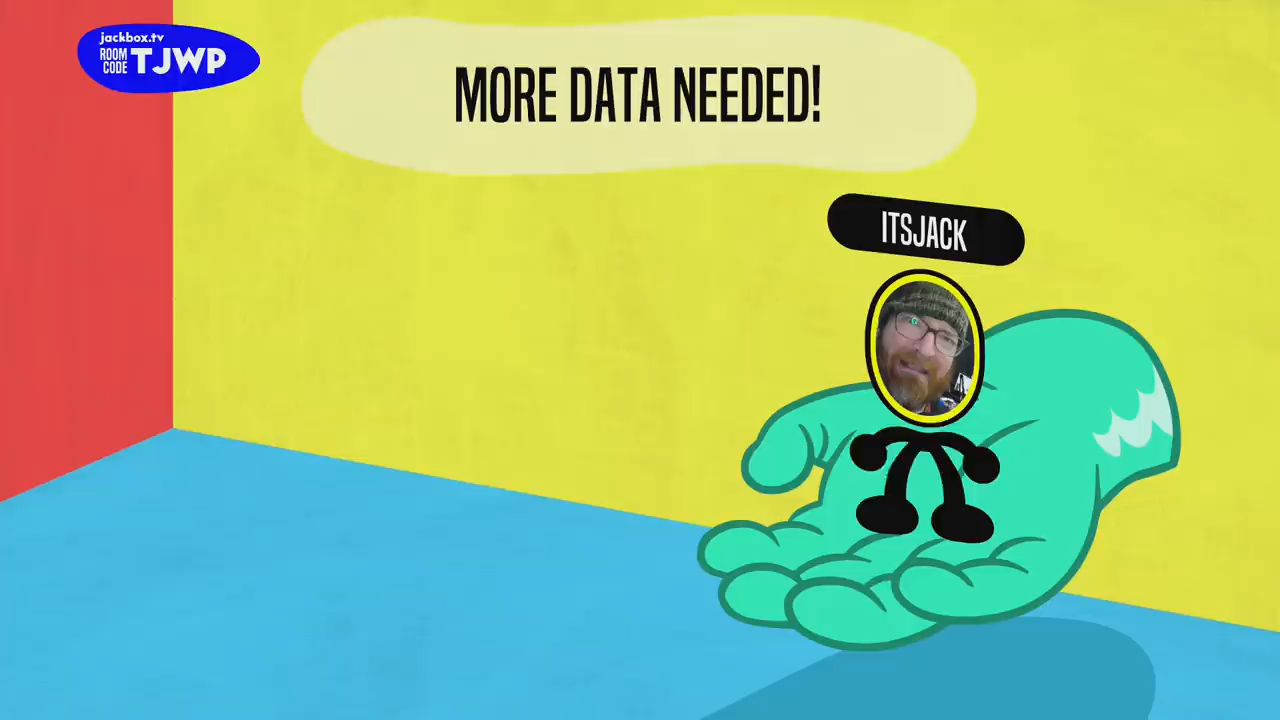 jackbox.tv
ROOM
CODE
TJWP
MORE DATA NEEDED!
ITSJACK